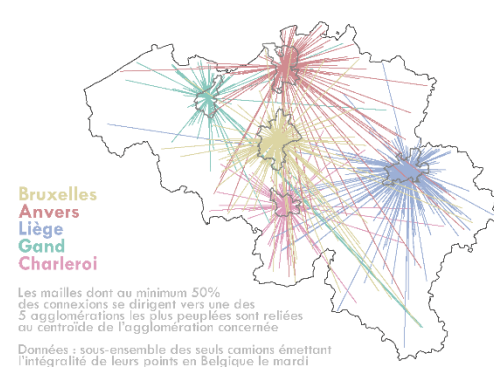 Bruxelles
Anvers
Liège
Gand
Charleroi
Les mailles dont au minimum 50%
des connexions se dirigent vers une des
5 agglomérations les plus peuplées sont reliées
au centroïde de l'agglomération concernée
Données : sous-ensemble des seuls camions émettant
l'intégralité de leurs points en Belgique le mardi